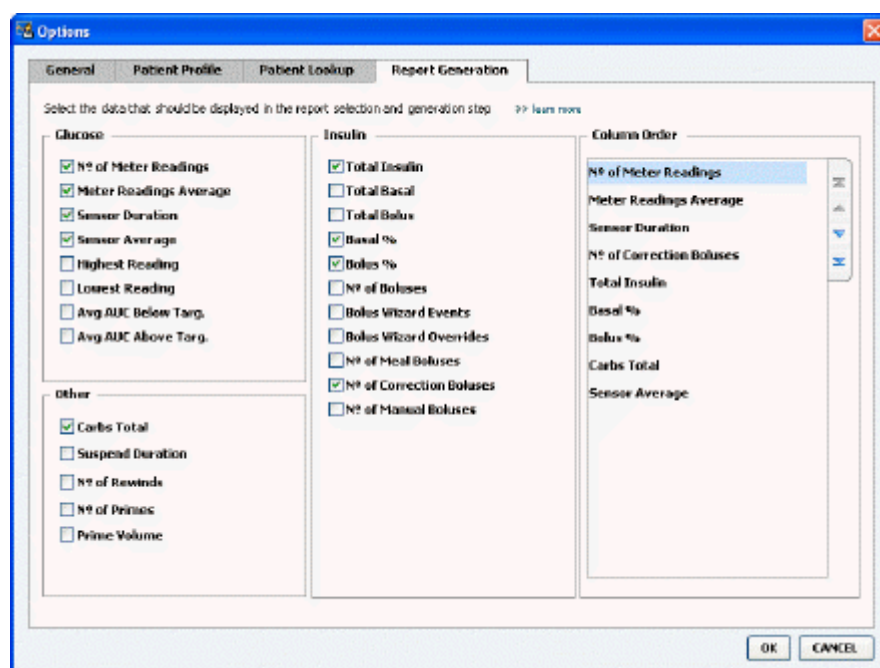 Options
General Patient Profile Patient Lookup Report Generation
Select the data that should be displayed in the report selection and generation step >> learn more
Glucose
Nº of Meter Readings
Meter Readings Average
Sensor Duration
Sensor Average
Highest Reading
Lowest Reading
Avg AUC Below Targ.
Avg AUC Above Targ.
Other
Carbs Total
Suspend Duration
Nº of Rewinds
Nº of Primes
Prime Volume
Insulin
Total Insulin
Total Basal
Total Bolus
Basal %
Bolus %
Nº of Boluses
Bolus Wizard Events
Bolus Wizard Overrides
Nº of Meal Boluses
Nº of Correction Boluses
Nº of Manual Boluses
Column Order
Nº of Meter Readings
Meter Readings Average
Sensor Duration
Nº of Correction Boluses
Total Insulin
Basal %
Bolus %
Carbs Total
Sensor Average
OK CANCEL